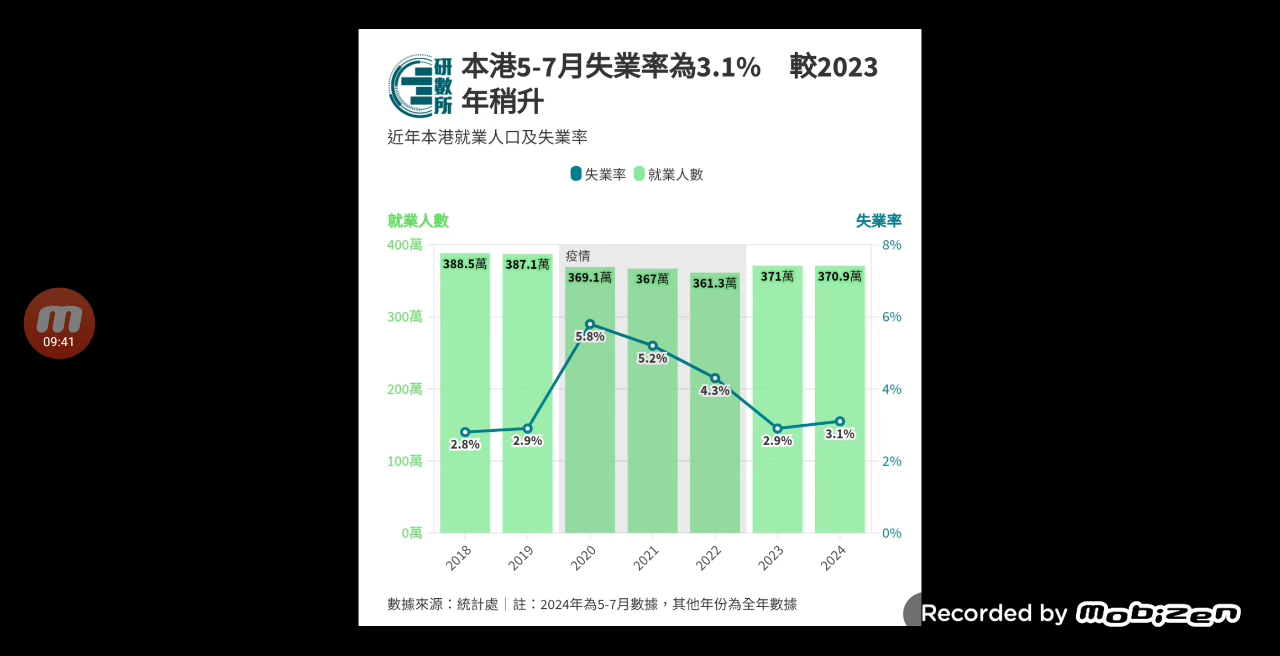 研數所
本港5-7月失業率為3.1%　較2023
年稍升
近年本港就業人口及失業率
失業率 就業人數
就業人數 失業率
400萬 8%
疫情
388.5萬 387.1萬 369.1萬 367萬 361.3萬 371萬 370.9萬
300萬 6%
5.8%
09:41
5.2%
200萬 4%
4.3%
2.8% 2.9% 2.9% 3.1%
100萬 2%
0萬 0%
2018 2019 2020 2021 2022 2023 2024
數據來源：統計處｜註：2024年為5-7月數據，其他年份為全年數據
Recorded by mobizen